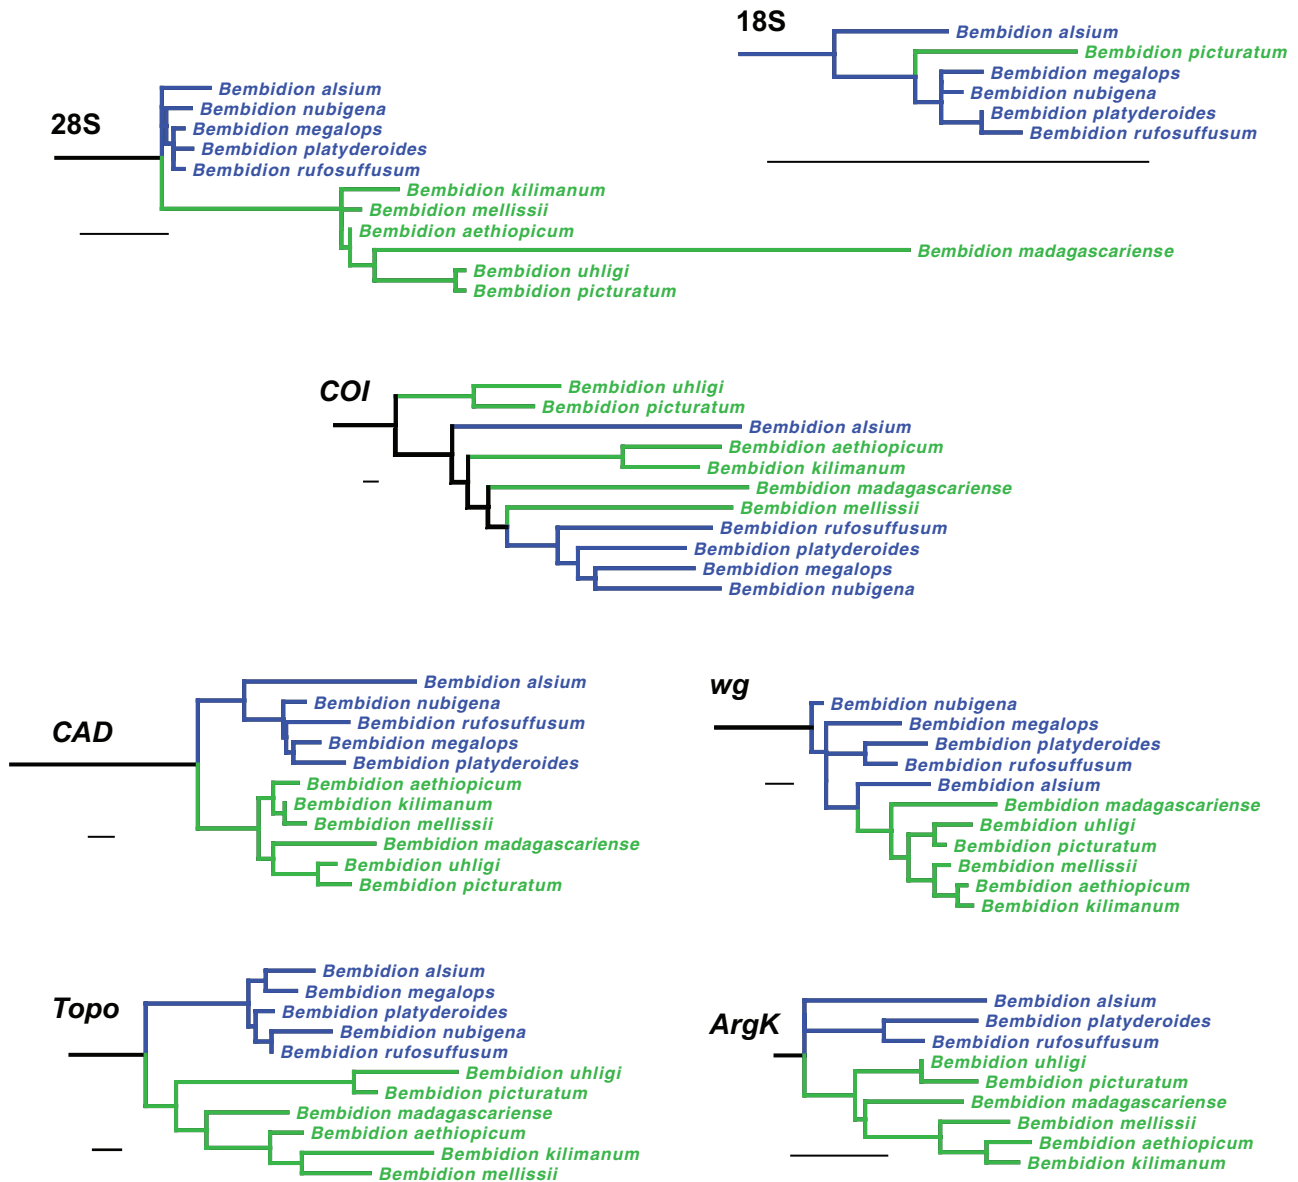 18S
Bembidion alsium
Bembidion picturatum
Bembidion megalops
Bembidion nubigena
Bembidion platyderoides
Bembidion rufosuffusum
28S
Bembidion alsium
Bembidion nubigena
Bembidion megalops
Bembidion platyderoides
Bembidion rufosuffusum
Bembidion kilimanum
Bembidion mellissii
Bembidion aethiopicum
Bembidion madagascariense
Bembidion uhligi
Bembidion picturatum
COI
Bembidion uhligi
Bembidion picturatum
Bembidion alsium
Bembidion aethiopicum
Bembidion kilimanum
Bembidion madagascariense
Bembidion mellissii
Bembidion rufosuffusum
Bembidion platyderoides
Bembidion megalops
Bembidion nubigena
CAD
Bembidion alsium
Bembidion nubigena
Bembidion rufosuffusum
Bembidion megalops
Bembidion platyderoides
Bembidion aethiopicum
Bembidion kilimanum
Bembidion mellissii
Bembidion madagascariense
Bembidion uhligi
Bembidion picturatum
wg
Bembidion nubigena
Bembidion megalops
Bembidion platyderoides
Bembidion rufosuffusum
Bembidion alsium
Bembidion madagascariense
Bembidion uhligi
Bembidion picturatum
Bembidion mellissii
Bembidion aethiopicum
Bembidion kilimanum
Topo
Bembidion alsium
Bembidion megalops
Bembidion platyderoides
Bembidion nubigena
Bembidion rufosuffusum
Bembidion uhligi
Bembidion picturatum
Bembidion madagascariense
Bembidion aethiopicum
Bembidion kilimanum
Bembidion mellissii
ArgK
Bembidion alsium
Bembidion platyderoides
Bembidion rufosuffusum
Bembidion uhligi
Bembidion picturatum
Bembidion madagascariense
Bembidion mellissii
Bembidion aethiopicum
Bembidion kilimanum